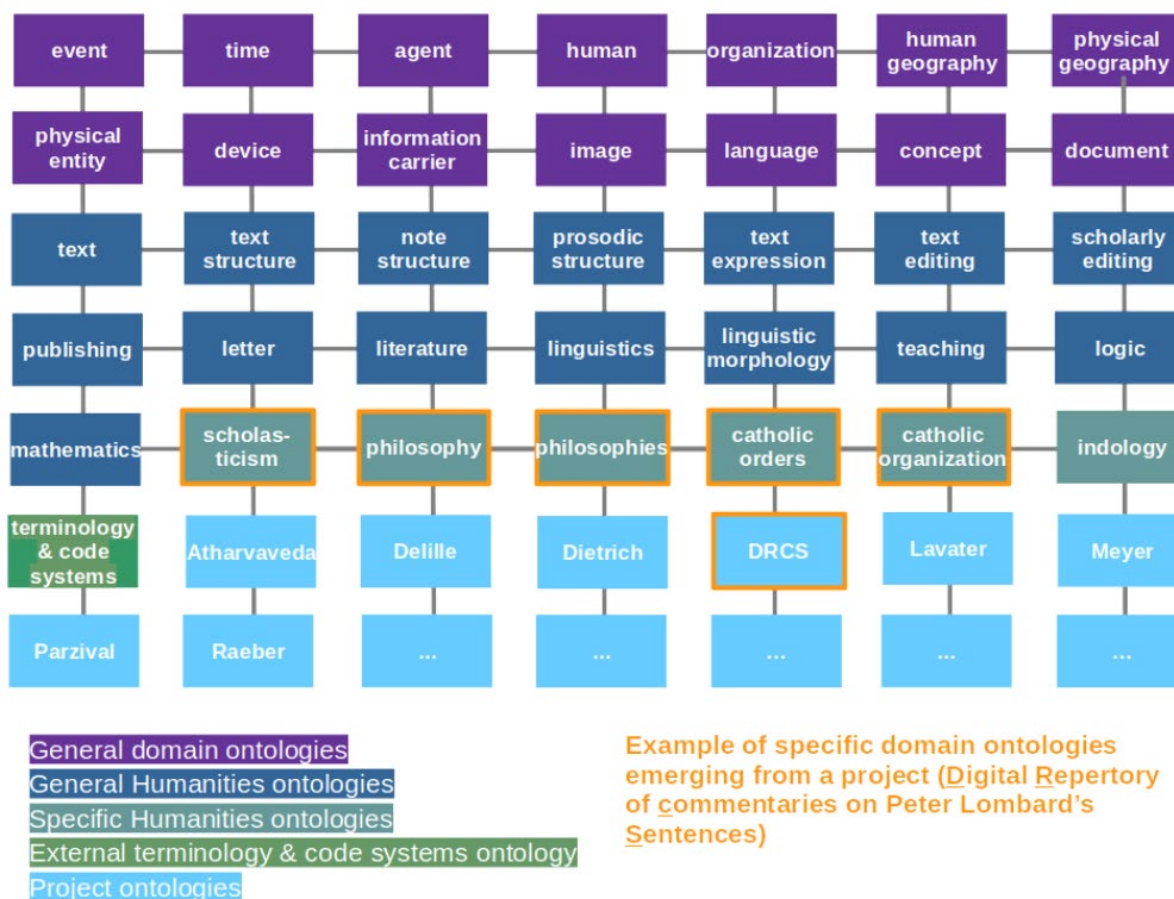 event
time
agent
human
organization
human
geography
physical
geography
physical
entity
device
information
carrier
image
language
concept
document
text
text
structure
note
structure
prosodic
structure
text
expression
text
editing
scholarly
editing
publishing
letter
literature
linguistics
linguistic
morphology
teaching
logic
mathematics
scholas-
ticism
philosophy
philosophies
catholic
orders
catholic
organization
indology
terminology
& code
systems
Atharvaveda
Delille
Dietrich
DRCS
Lavater
Meyer
Parzival
Raeber
...
...
...
...
...
General domain ontologies
General Humanities ontologies
Specific Humanities ontologies
External terminology & code systems ontology
Project ontologies
Example of specific domain ontologies
emerging from a project (Digital Repertory
of commentaries on Peter Lombard's
Sentences)